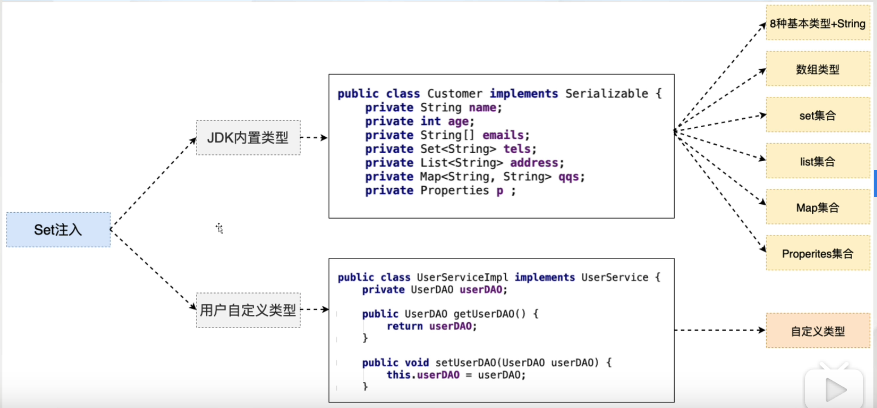 Set注入
JDK内置类型
用户自定义类型
public class Customer implements Serializable {
private String name;
private int age;
private String[] emails;
private Set<String> tels;
private List<String> address;
private Map<String, String> qqs;
private Properties p ;
public class UserServiceImpl implements UserService {
private UserDAO userDAO;
public UserDAO getUserDAO() {
return userDAO;
}
public void setUserDAO(UserDAO userDAO) {
this.userDAO = userDAO;
}
8种基本类型+String
数组类型
set集合
list集合
Map集合
Properites集合
自定义类型